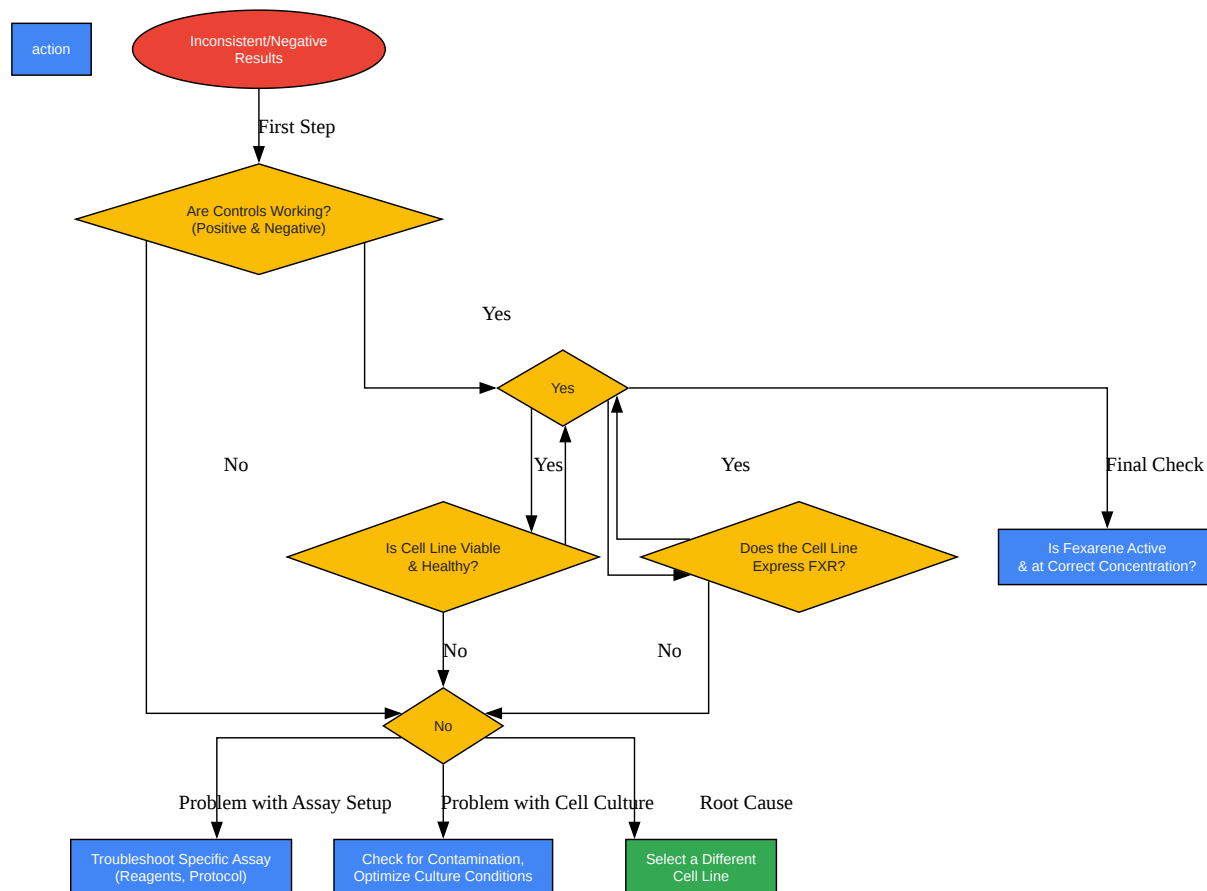 action
Inconsistent/Negative
Results
First Step
Are Controls Working?
(Positive & Negative)
Yes
Yes
No
Yes
Yes
Final Check
Is Cell Line Viable
& Healthy?
Does the Cell Line
Express FXR?
Is Fexarene Active
& at Correct Concentration?
No
No
No
Problem with Assay Setup
Problem with Cell Culture
Root Cause
Troubleshoot Specific Assay
(Reagents, Protocol)
Check for Contamination,
Optimize Culture Conditions
Select a Different
Cell Line